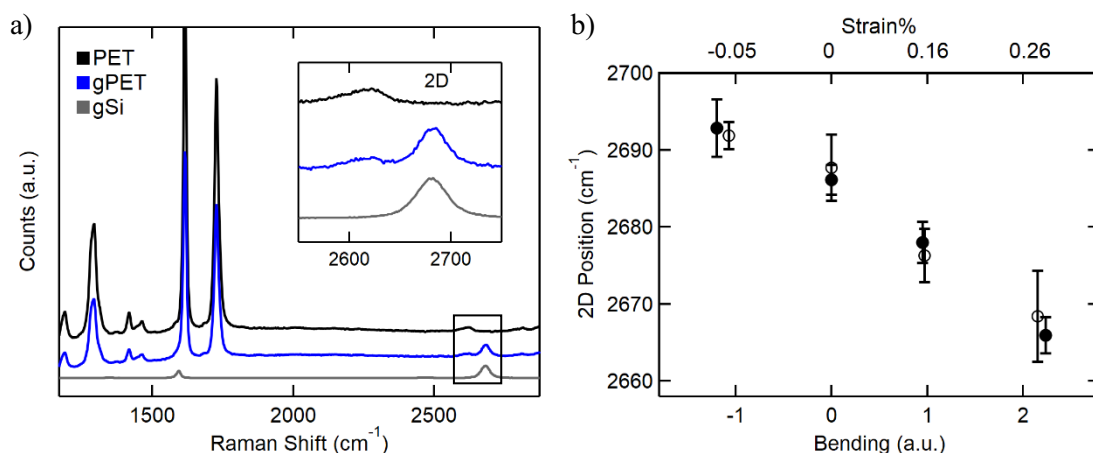 a)
PET
gPET
gSi
2D
2600
2700
Counts (a.u.)
1500
2000
2500
Raman Shift (cm⁻¹)
b)
Strain%
-0.05
0
0.16
0.26
2700
2690
2680
2670
2660
2D Position (cm⁻¹)
-1
0
1
2
Bending (a.u.)